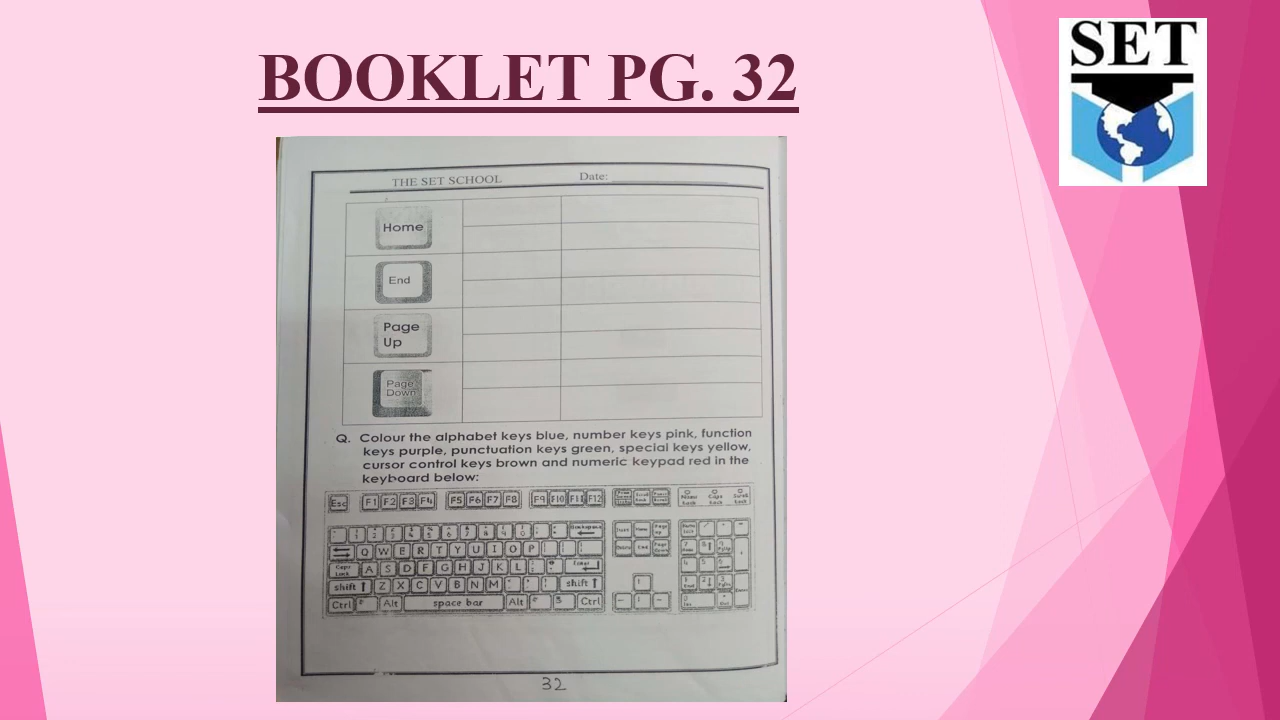 BOOKLET PG. 32
SET
THE SET SCHOOL Date:
Home
End
Page
Up
Page
Down
Q. Colour the alphabet keys blue, number keys pink, function
keys purple, punctuation keys green, special keys yellow,
cursor control keys brown and numeric keypad red in the
keyboard below:
Esc F1 F2 F3 F4 F5 F6 F7 F8 F9 F10 F11 F12
Q W E R T Y U I O P
Caps Lock A S D F G H J K L Enter
shift Z X C V B N M shift
Ctrl Alt space bar Alt Ctrl
32